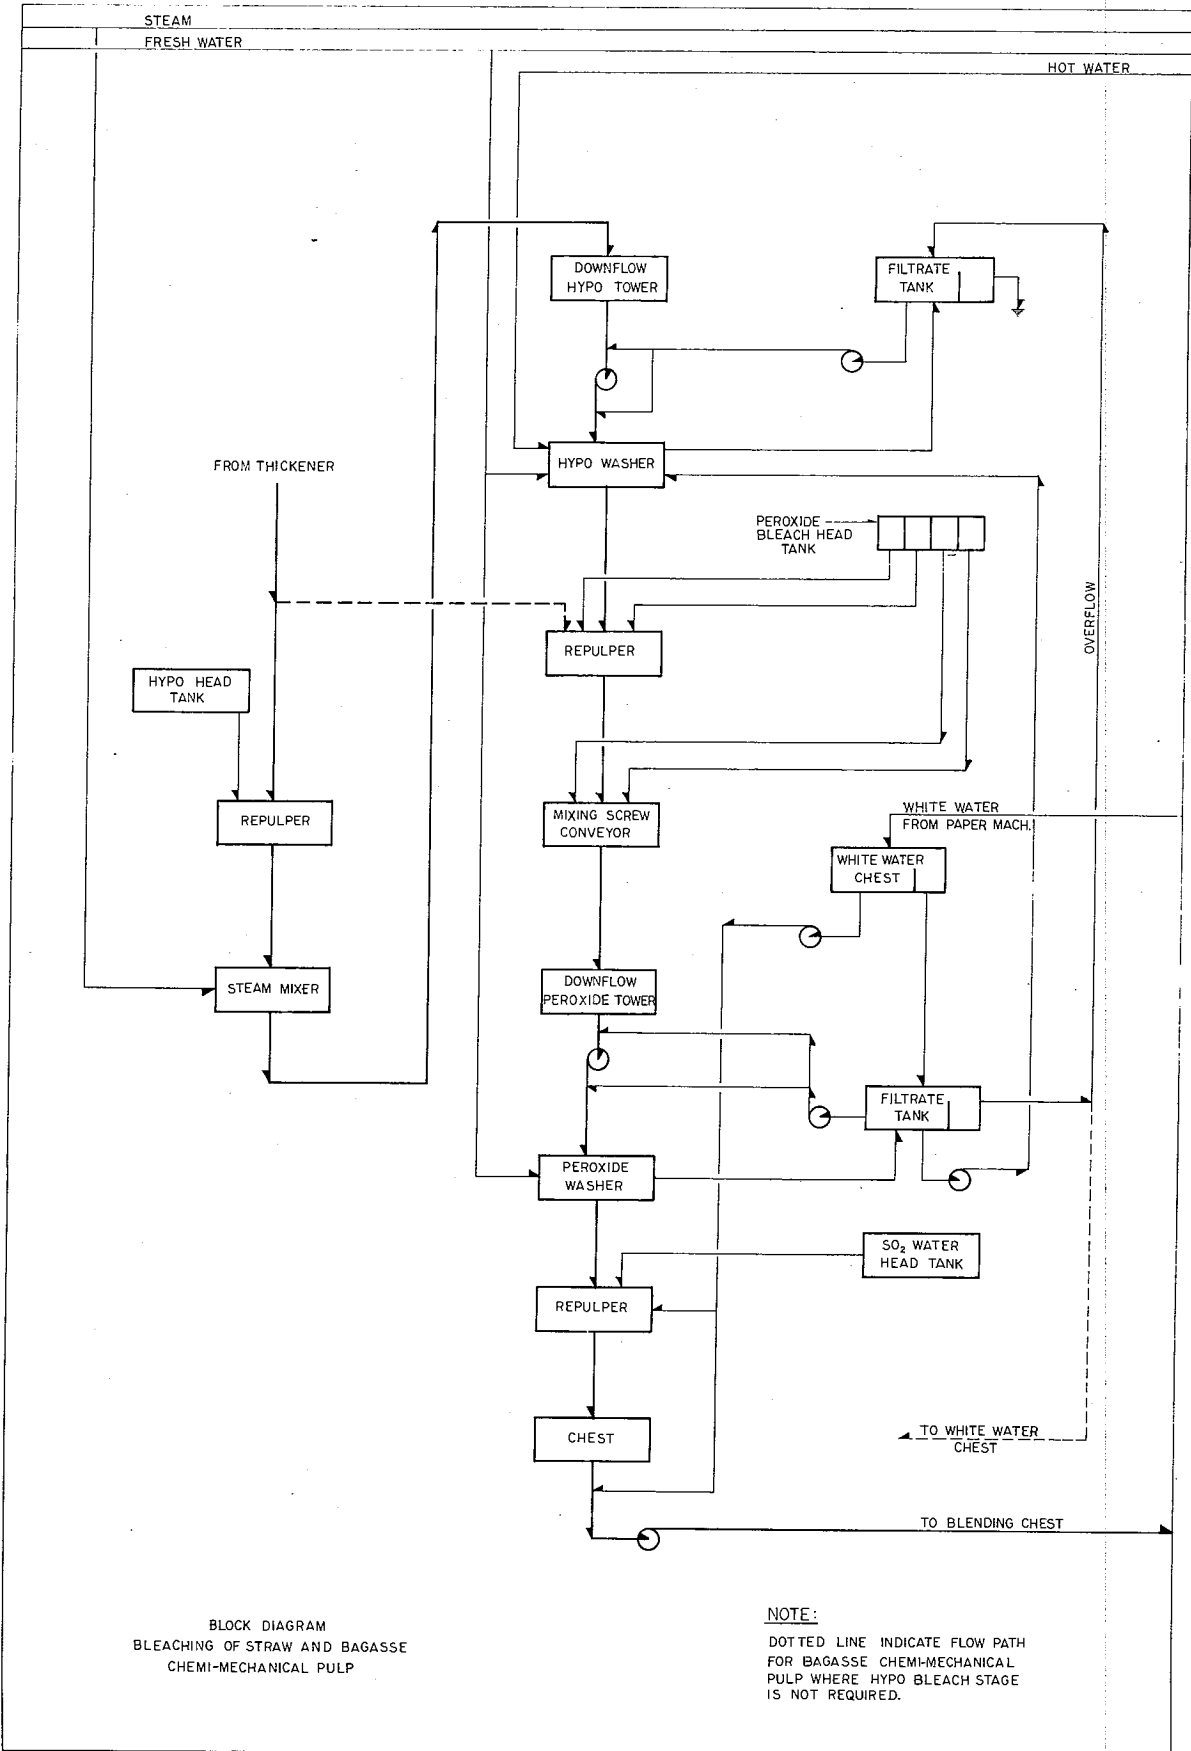 STEAM
FRESH WATER
HOT WATER
DOWNFLOW
HYPO TOWER
FILTRATE
TANK
FROM THICKENER
HYPO WASHER
PEROXIDE
BLEACH HEAD
TANK
OVERFLOW
REPULPER
HYPO HEAD
TANK
REPULPER
MIXING SCREW
CONVEYOR
WHITE WATER
FROM PAPER MACH.
WHITE WATER
CHEST
STEAM MIXER
DOWNFLOW
PEROXIDE TOWER
FILTRATE
TANK
PEROXIDE
WASHER
SO₂ WATER
HEAD TANK
REPULPER
CHEST
TO WHITE WATER
CHEST
TO BLENDING CHEST
BLOCK DIAGRAM
BLEACHING OF STRAW AND BAGASSE
CHEMI-MECHANICAL PULP
NOTE:
DOTTED LINE INDICATE FLOW PATH
FOR BAGASSE CHEMI-MECHANICAL
PULP WHERE HYPO BLEACH STAGE
IS NOT REQUIRED.